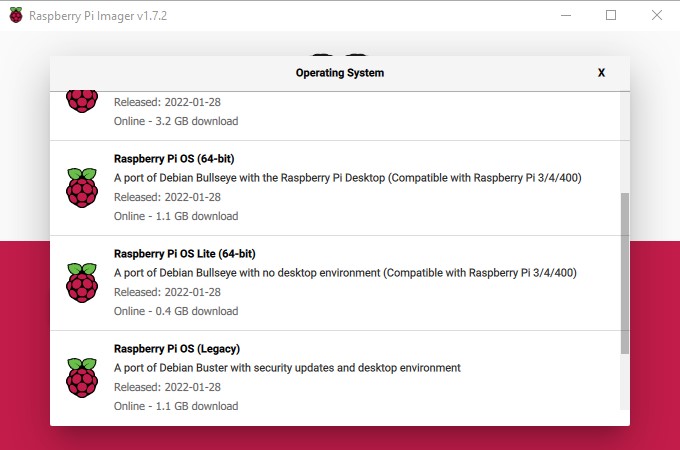 Raspberry Pi Imager v1.7.2
Operating System
X
Released: 2022-01-28
Online - 3.2 GB download
Raspberry Pi OS (64-bit)
A port of Debian Bullseye with the Raspberry Pi Desktop (Compatible with Raspberry Pi 3/4/400)
Released: 2022-01-28
Online - 1.1 GB download
Raspberry Pi OS Lite (64-bit)
A port of Debian Bullseye with no desktop environment (Compatible with Raspberry Pi 3/4/400)
Released: 2022-01-28
Online - 0.4 GB download
Raspberry Pi OS (Legacy)
A port of Debian Buster with security updates and desktop environment
Released: 2022-01-28
Online - 1.1 GB download